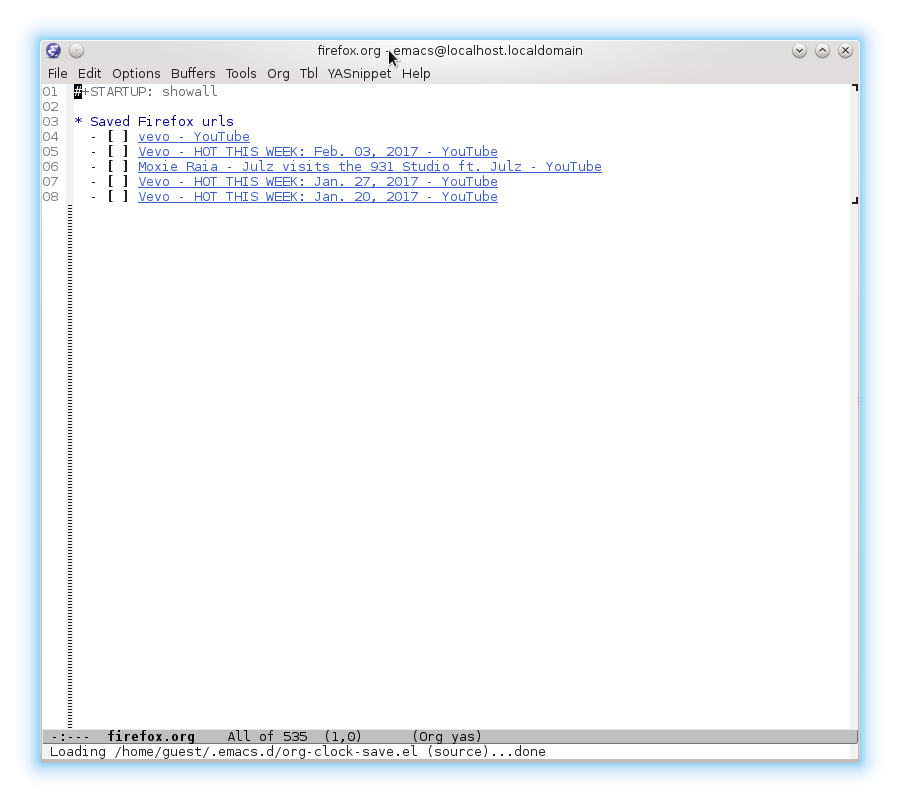 firefox.org - emacs@localhost.localdomain
File Edit Options Buffers Tools Org Tbl YASnippet Help
01 #+STARTUP: showall
02
03 * Saved Firefox urls
04 - [ ] vevo - YouTube
05 - [ ] Vevo - HOT THIS WEEK: Feb. 03, 2017 - YouTube
06 - [ ] Moxie Raia - Julz visits the 931 Studio ft. Julz - YouTube
07 - [ ] Vevo - HOT THIS WEEK: Jan. 27, 2017 - YouTube
08 - [ ] Vevo - HOT THIS WEEK: Jan. 20, 2017 - YouTube
-:--- firefox.org All of 535 (1,0) (Org yas)
Loading /home/guest/.emacs.d/org-clock-save.el (source)...done